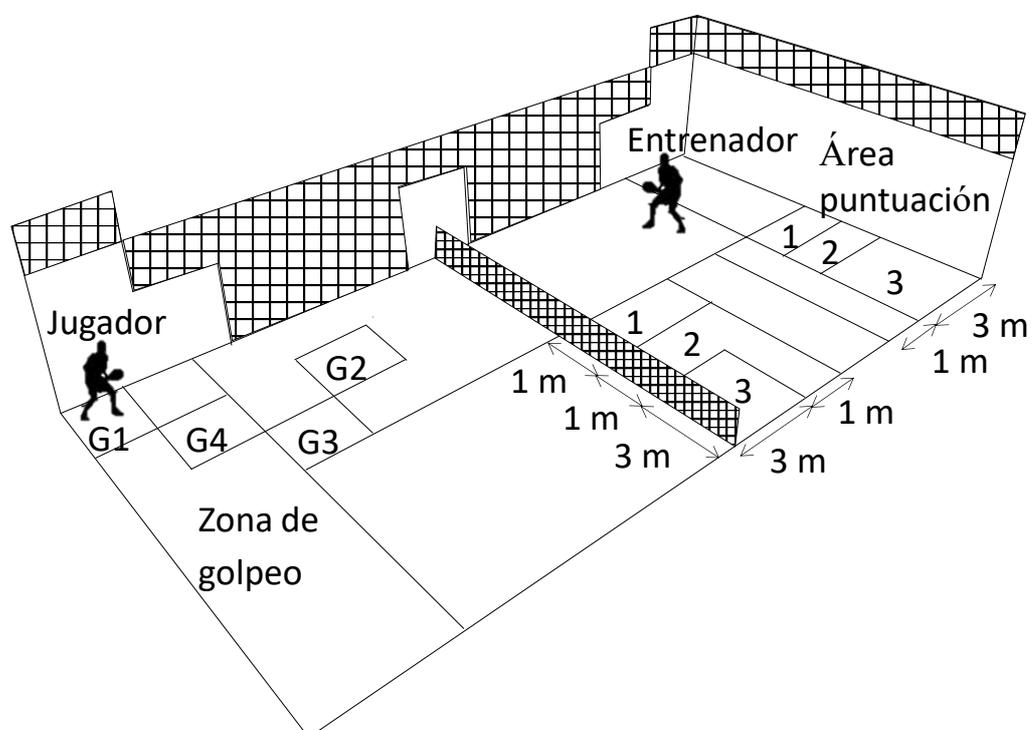 Entrenador
Área
puntuación
1
2
3
Jugador
1
2
3
3 m
1 m
1 m
3 m
1 m
1 m
3 m
G1
G2
G3
G4
Zona de
golpeo